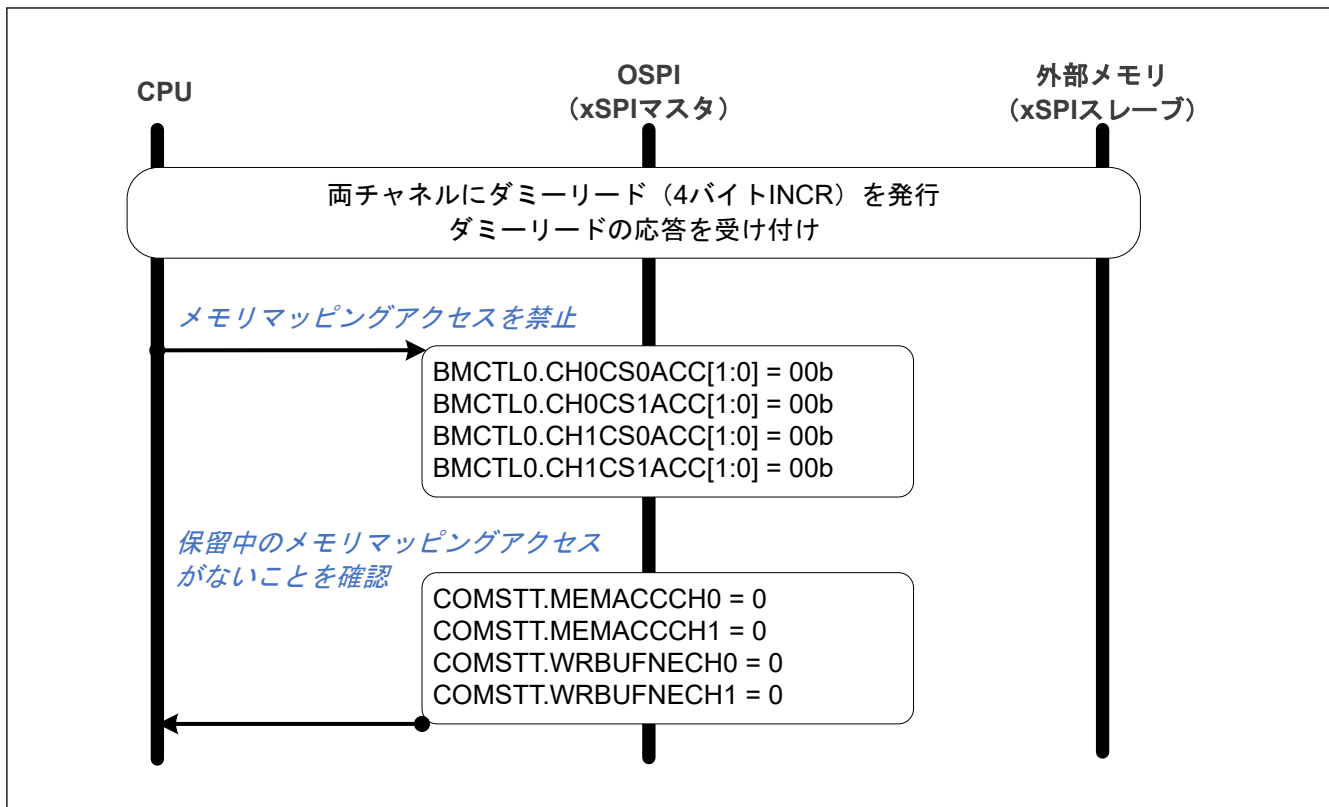 CPU
OSPI
（xSPIマスタ）
外部メモリ
（xSPIスレーブ）
両チャネルにダミーリード（4バイトINCR）を発行
ダミーリードの応答を受け付け
メモリマッピングアクセスを禁止
BMCTL0.CH0CS0ACC[1:0] = 00b
BMCTL0.CH0CS1ACC[1:0] = 00b
BMCTL0.CH1CS0ACC[1:0] = 00b
BMCTL0.CH1CS1ACC[1:0] = 00b
保留中のメモリマッピングアクセス
がないことを確認
COMSTT.MEMACCCH0 = 0
COMSTT.MEMACCCH1 = 0
COMSTT.WRBUFNECH0 = 0
COMSTT.WRBUFNECH1 = 0